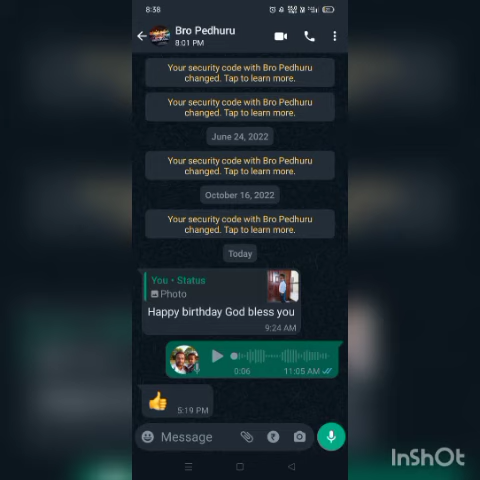 8:38
Bro Pedhuru
8:01 PM
Your security code with Bro Pedhuru
changed. Tap to learn more.
Your security code with Bro Pedhuru
changed. Tap to learn more.
June 24, 2022
Your security code with Bro Pedhuru
changed. Tap to learn more.
October 16, 2022
Your security code with Bro Pedhuru
changed. Tap to learn more.
Today
You • Status
Photo
Happy birthday God bless you
9:24 AM
0:06 11:05 AM
👍 5:19 PM
Message
InShOt